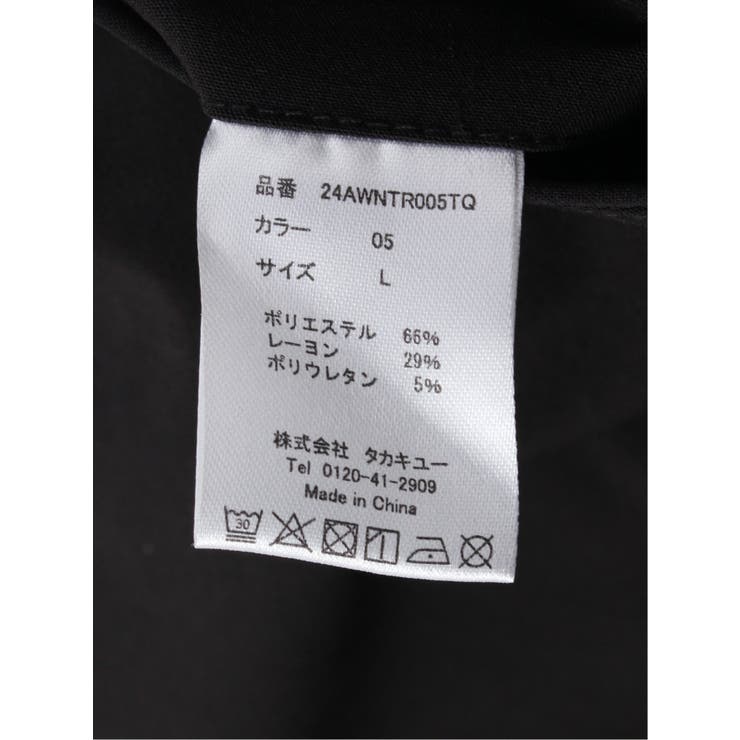 品番 24AWNTR005TQ
カラー 05
サイズ L
ポリエステル 66%
レーヨン 29%
ポリウレタン 5%
株式会社 タカキュー
Tel 0120-41-2909
Made in China
30